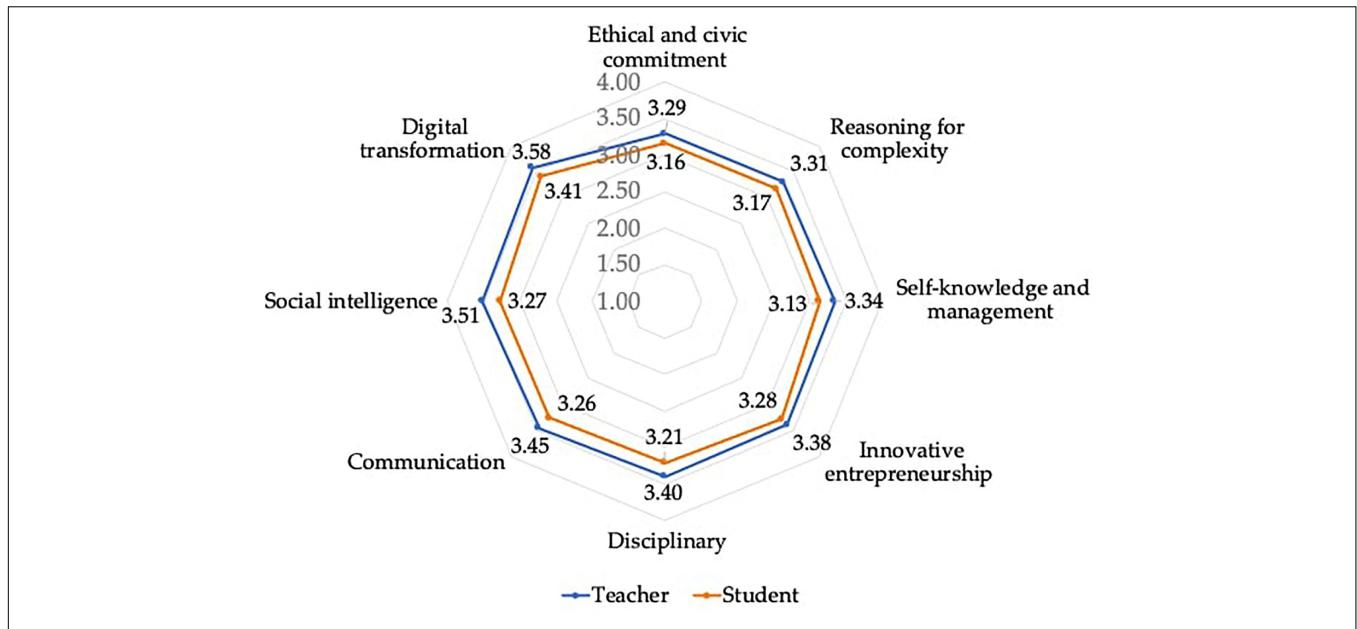 Ethical and civic
commitment
4.00
3.29
3.50
Reasoning for
complexity
Digital
transformation
3.58
3.00
3.16
3.31
3.41
2.50
3.17
2.00
1.50
Social intelligence
3.51
3.27
1.00
3.13
3.34
Self-knowledge and
management
3.26
3.28
3.21
Communication
3.45
3.38
Innovative
entrepreneurship
3.40
Disciplinary
Teacher
Student